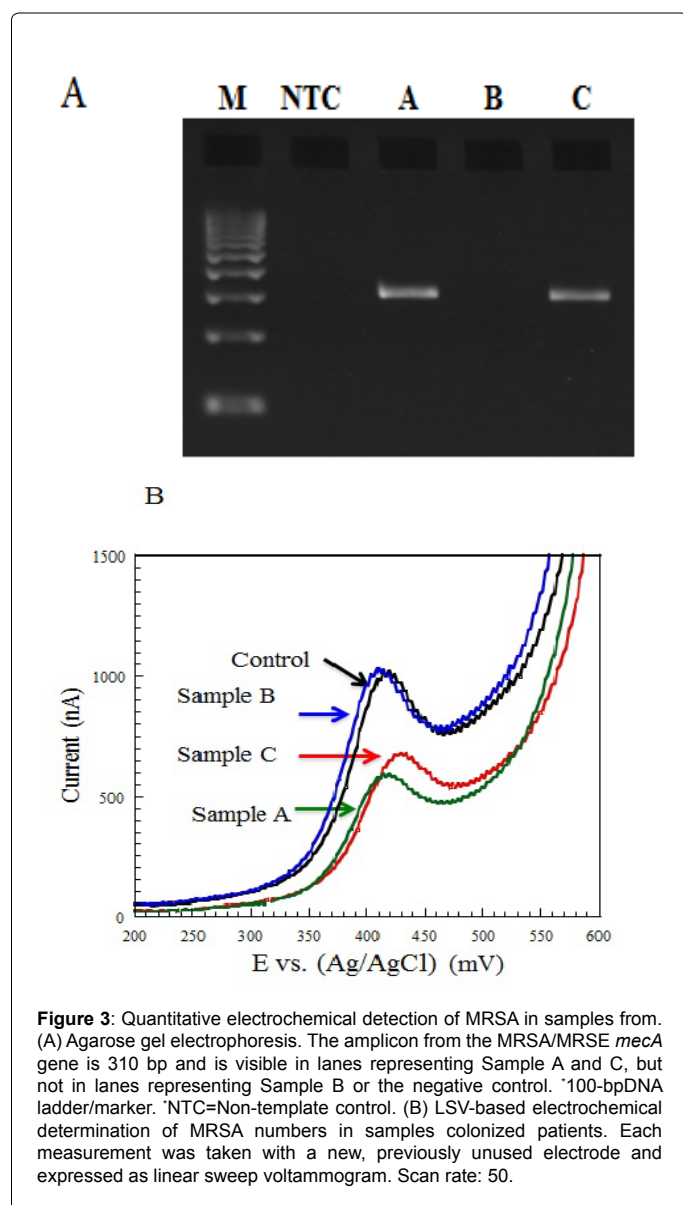 A
M NTC A B C
B
1500
1000
500
0
Current (nA)
Control
Sample B
Sample C
Sample A
200 250 300 350 400 450 500 550 600
E vs. (Ag/AgCl) (mV)
Figure 3: Quantitative electrochemical detection of MRSA in samples from.
(A) Agarose gel electrophoresis. The amplicon from the MRSA/MRSE mecA
gene is 310 bp and is visible in lanes representing Sample A and C, but
not in lanes representing Sample B or the negative control. *100-bpDNA
ladder/marker. *NTC=Non-template control. (B) LSV-based electrochemical
determination of MRSA numbers in samples colonized patients. Each
measurement was taken with a new, previously unused electrode and
expressed as linear sweep voltammogram. Scan rate: 50.